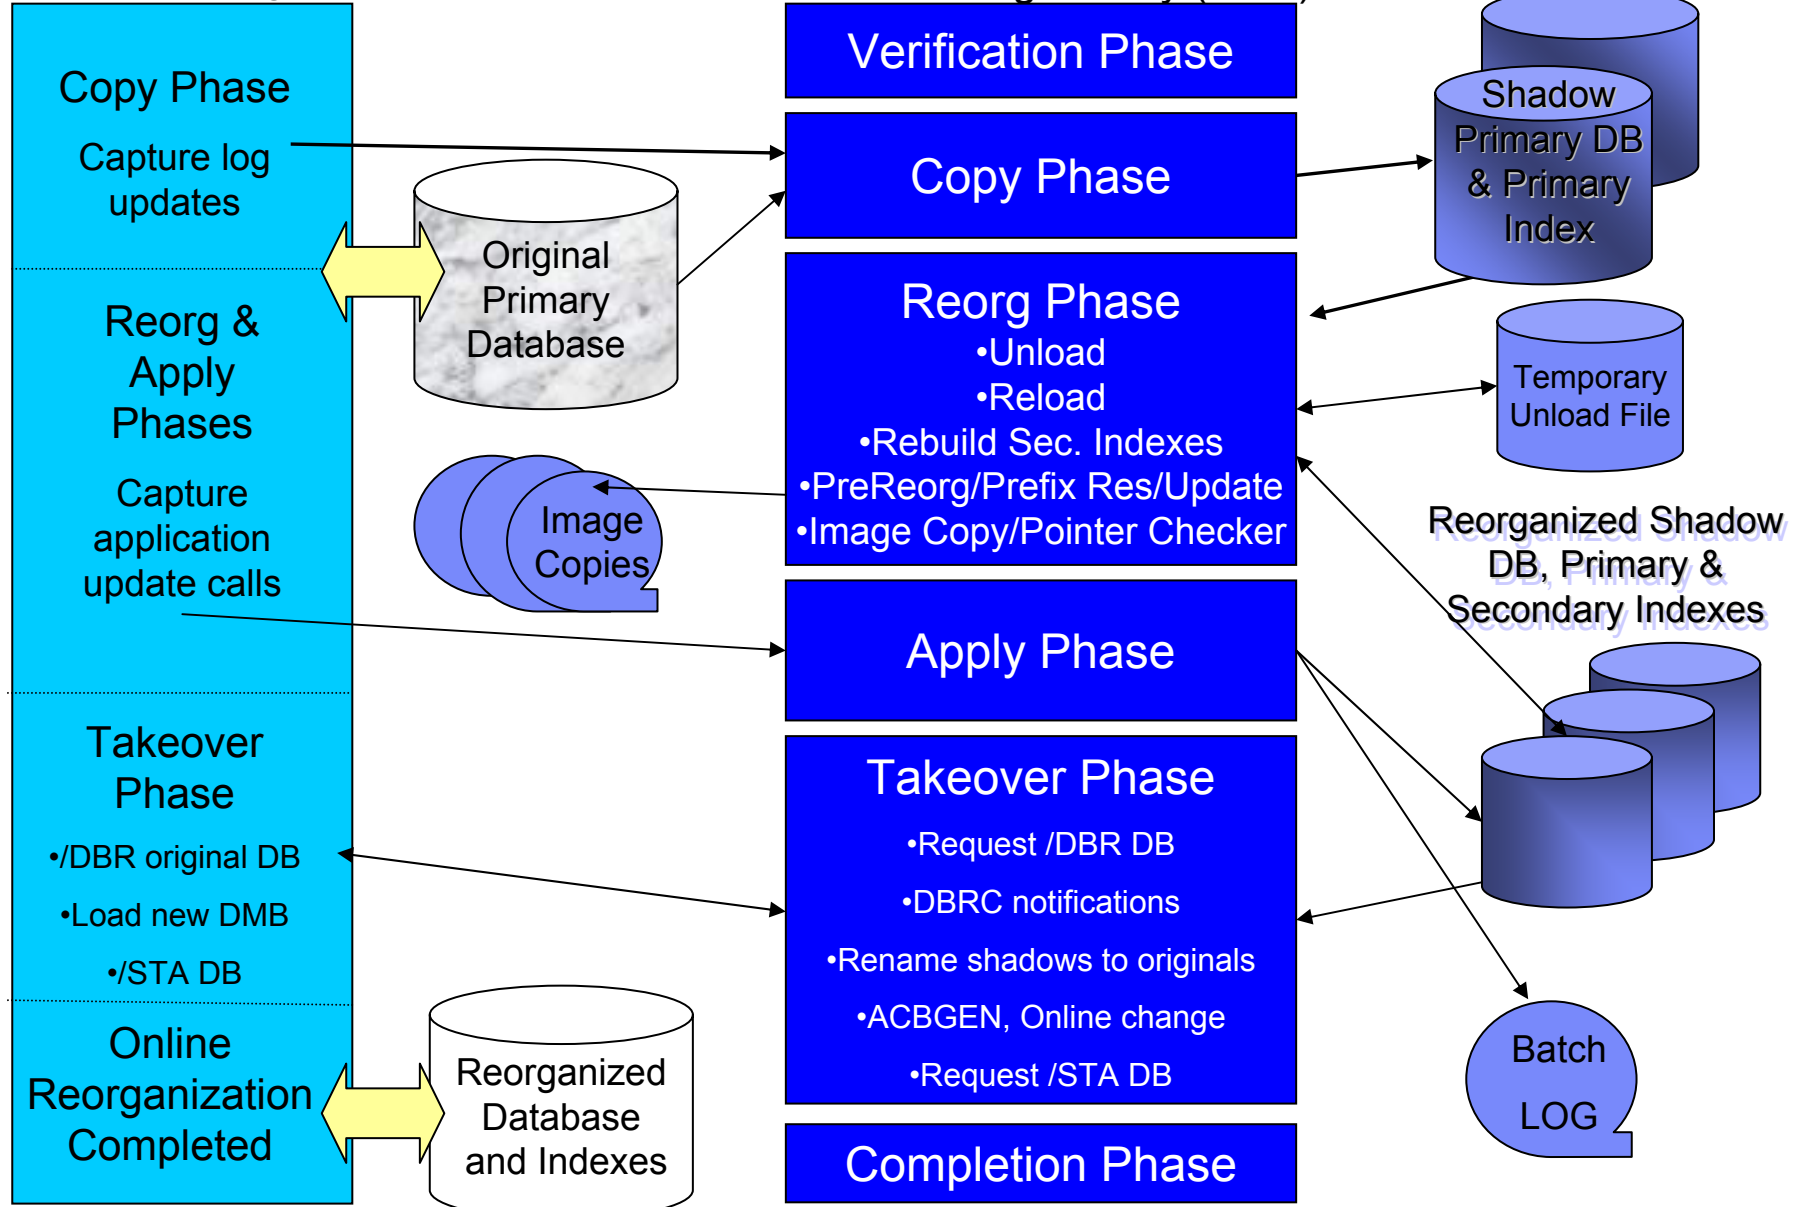 Copy Phase
Capture log
updates
Reorg &
Apply
Phases
Capture
application
update calls
Takeover
Phase
•/DBR original DB
•Load new DMB
•/STA DB
Online
Reorganization
Completed
Original
Primary
Database
Image
Copies
Reorganized
Database
and Indexes
Verification Phase
Copy Phase
Reorg Phase
•Unload
•Reload
•Rebuild Sec. Indexes
•PreReorg/Prefix Res/Update
•Image Copy/Pointer Checker
Apply Phase
Takeover Phase
•Request /DBR DB
•DBRC notifications
•Rename shadows to originals
•ACBGEN, Online change
•Request /STA DB
Completion Phase
Shadow
Primary DB
& Primary
Index
Temporary
Unload File
Reorganized Shadow
DB, Primary &
Secondary Indexes
Batch
LOG